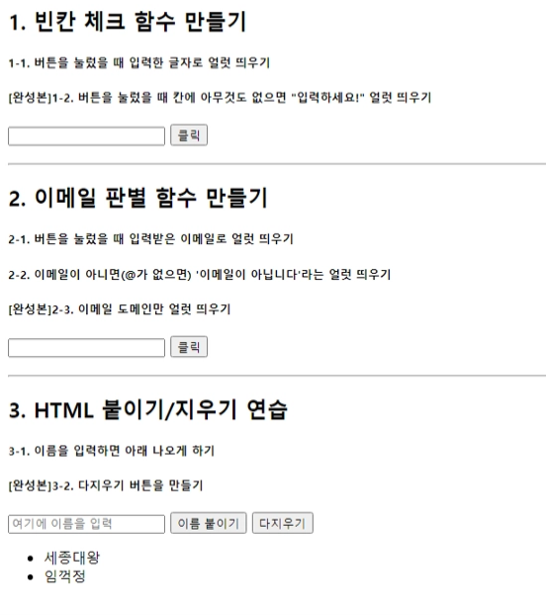 1. 빈칸 체크 함수 만들기
1-1. 버튼을 눌렀을 때 입력한 글자로 얼럿 띄우기
[완성본]1-2. 버튼을 눌렀을 때 칸에 아무것도 없으면 "입력하세요!" 얼럿 띄우기
클릭
2. 이메일 판별 함수 만들기
2-1. 버튼을 눌렀을 때 입력받은 이메일로 얼럿 띄우기
2-2. 이메일이 아니면(@가 없으면) '이메일이 아닙니다'라는 얼럿 띄우기
[완성본]2-3. 이메일 도메인만 얼럿 띄우기
클릭
3. HTML 붙이기/지우기 연습
3-1. 이름을 입력하면 아래 나오게 하기
[완성본]3-2. 다지우기 버튼을 만들기
여기에 이름을 입력 이름 붙이기 다지우기
• 세종대왕
• 임꺽정